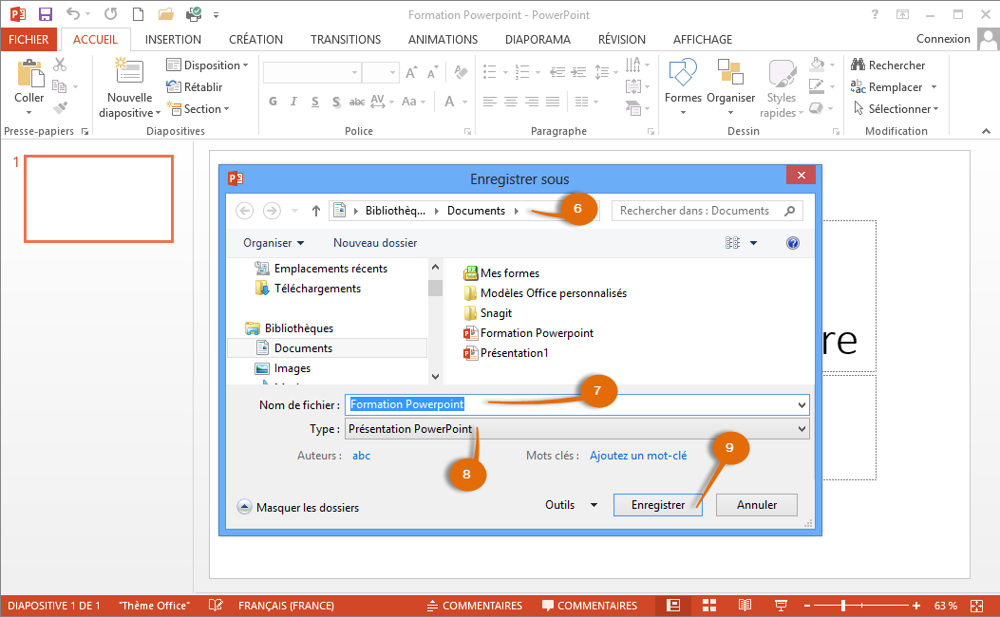 Formation Powerpoint - PowerPoint
FICHIER ACCUEIL INSERTION CRÉATION TRANSITIONS ANIMATIONS DIAPORAMA RÉVISION AFFICHAGE Connexion
Disposition Rechercher
Rétablir Remplacer
Coller Nouvelle diapositive Section G I S S abc AV Aa A Formes Organiser Styles rapides Sélectionner
Presse-papiers Diapositives Police Paragraphe Dessin Modification
1
Enregistrer sous
Bibliothèq... Documents 6 Rechercher dans : Documents
Organiser Nouveau dossier
Emplacements récents
Téléchargements
Bibliothèques
Documents
Images
Mes formes
Modèles Office personnalisés
Snagit
Formation Powerpoint
Présentation1
re
7
Nom de fichier : Formation Powerpoint
Type : Présentation PowerPoint
Auteurs : abc Mots clés : Ajoutez un mot-clé
8 9
Masquer les dossiers Outils Enregistrer Annuler
DIAPOSITIVE 1 DE 1 "Thème Office" FRANÇAIS (FRANCE) COMMENTAIRES COMMENTAIRES 63 %